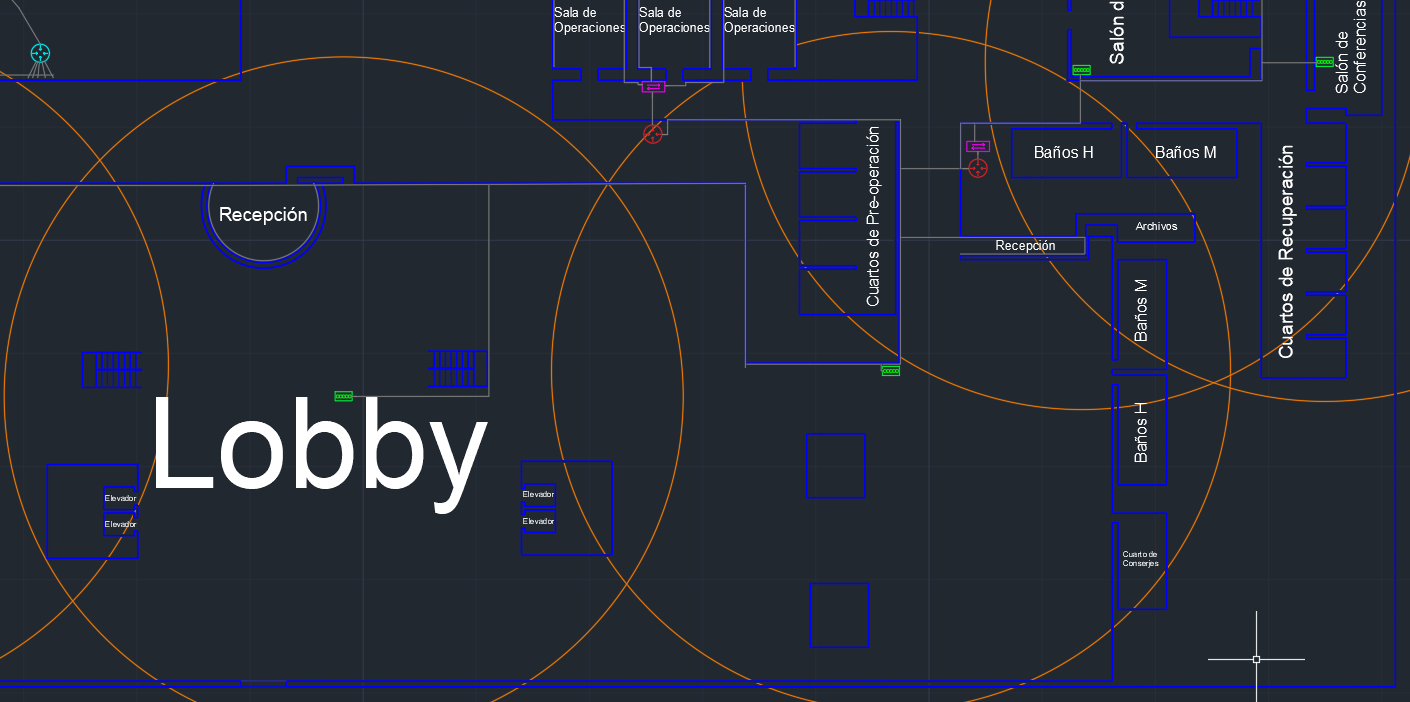 Sala de
Operaciones
Sala de
Operaciones
Sala de
Operaciones
Salón d
Salón de
Conferencias
Baños H
Baños M
Cuartos de Pre-operación
Cuartos de Recuperación
Recepción
Archivos
Recepción
Baños M
Baños H
Lobby
Elevador
Elevador
Elevador
Elevador
Cuarto de
Conserjes